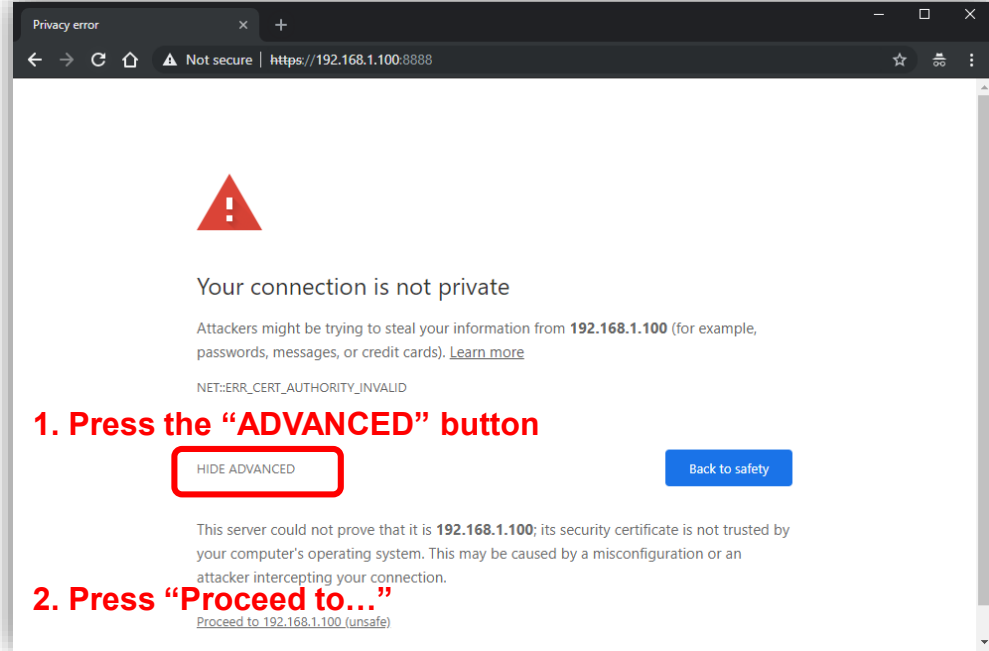 Privacy error
Not secure | https://192.168.1.100:8888
Your connection is not private
Attackers might be trying to steal your information from 192.168.1.100 (for example,
passwords, messages, or credit cards). Learn more
NET::ERR_CERT_AUTHORITY_INVALID
1. Press the “ADVANCED” button
HIDE ADVANCED
Back to safety
This server could not prove that it is 192.168.1.100; its security certificate is not trusted by
your computer's operating system. This may be caused by a misconfiguration or an
attacker intercepting your connection.
2. Press “Proceed to…”
Proceed to 192.168.1.100 (unsafe)